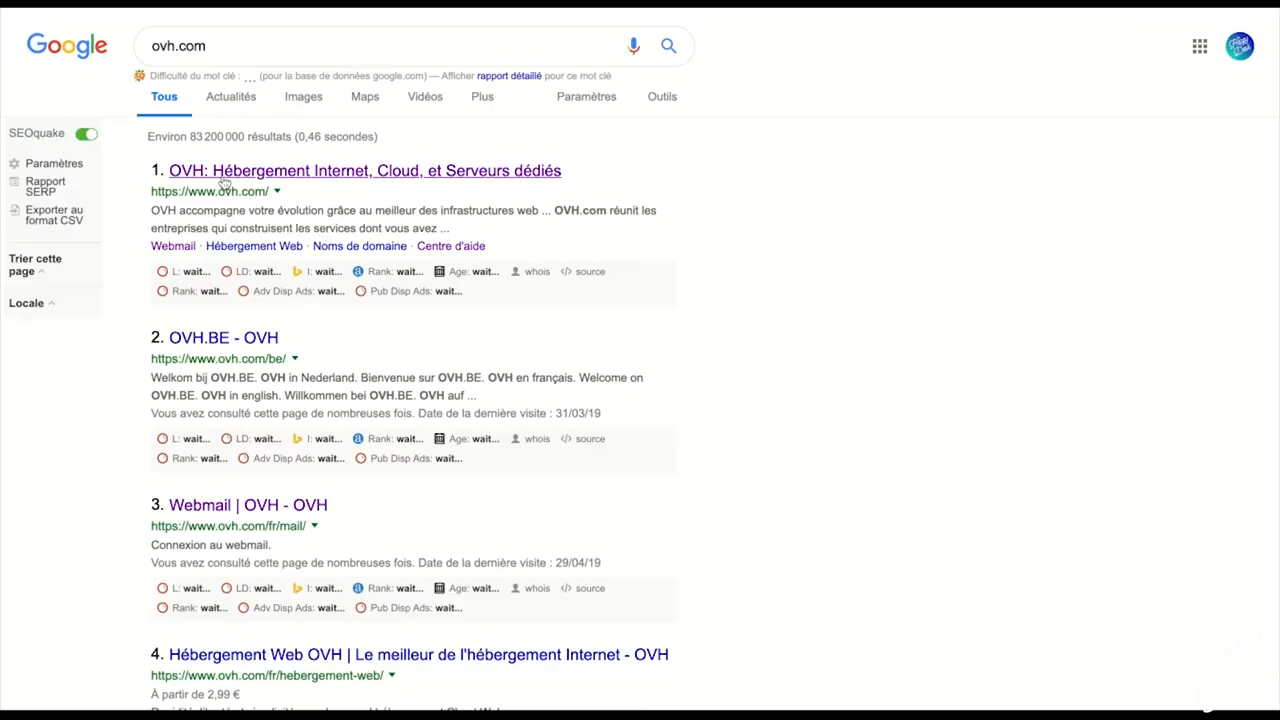 Google
ovh.com
Difficulté du mot clé : ... (pour la base de données google.com) — Afficher rapport détaillé pour ce mot clé
Tous Actualités Images Maps Vidéos Plus Paramètres Outils
SEOquake
Paramètres
Rapport
SERP
Exporter au
format CSV
Trier cette
page
Locale
Environ 83 200 000 résultats (0,46 secondes)
1. OVH: Hébergement Internet, Cloud, et Serveurs dédiés
https://www.ovh.com/
OVH accompagne votre évolution grâce au meilleur des infrastructures web ... OVH.com réunit les
entreprises qui construisent les services dont vous avez ...
Webmail · Hébergement Web · Noms de domaine · Centre d'aide
L: wait... LD: wait... I: wait... Rank: wait... Age: wait... whois source
Rank: wait... Adv Disp Ads: wait... Pub Disp Ads: wait...
2. OVH.BE - OVH
https://www.ovh.com/be/
Welkom bij OVH.BE. OVH in Nederland. Bienvenue sur OVH.BE. OVH en français. Welcome on
OVH.BE. OVH in english. Willkommen bei OVH.BE. OVH auf ...
Vous avez consulté cette page de nombreuses fois. Date de la dernière visite : 31/03/19
L: wait... LD: wait... I: wait... Rank: wait... Age: wait... whois source
Rank: wait... Adv Disp Ads: wait... Pub Disp Ads: wait...
3. Webmail | OVH - OVH
https://www.ovh.com/fr/mail/
Connexion au webmail.
Vous avez consulté cette page de nombreuses fois. Date de la dernière visite : 29/04/19
L: wait... LD: wait... I: wait... Rank: wait... Age: wait... whois source
Rank: wait... Adv Disp Ads: wait... Pub Disp Ads: wait...
4. Hébergement Web OVH | Le meilleur de l'hébergement Internet - OVH
https://www.ovh.com/fr/hebergement-web/
À partir de 2,99 €